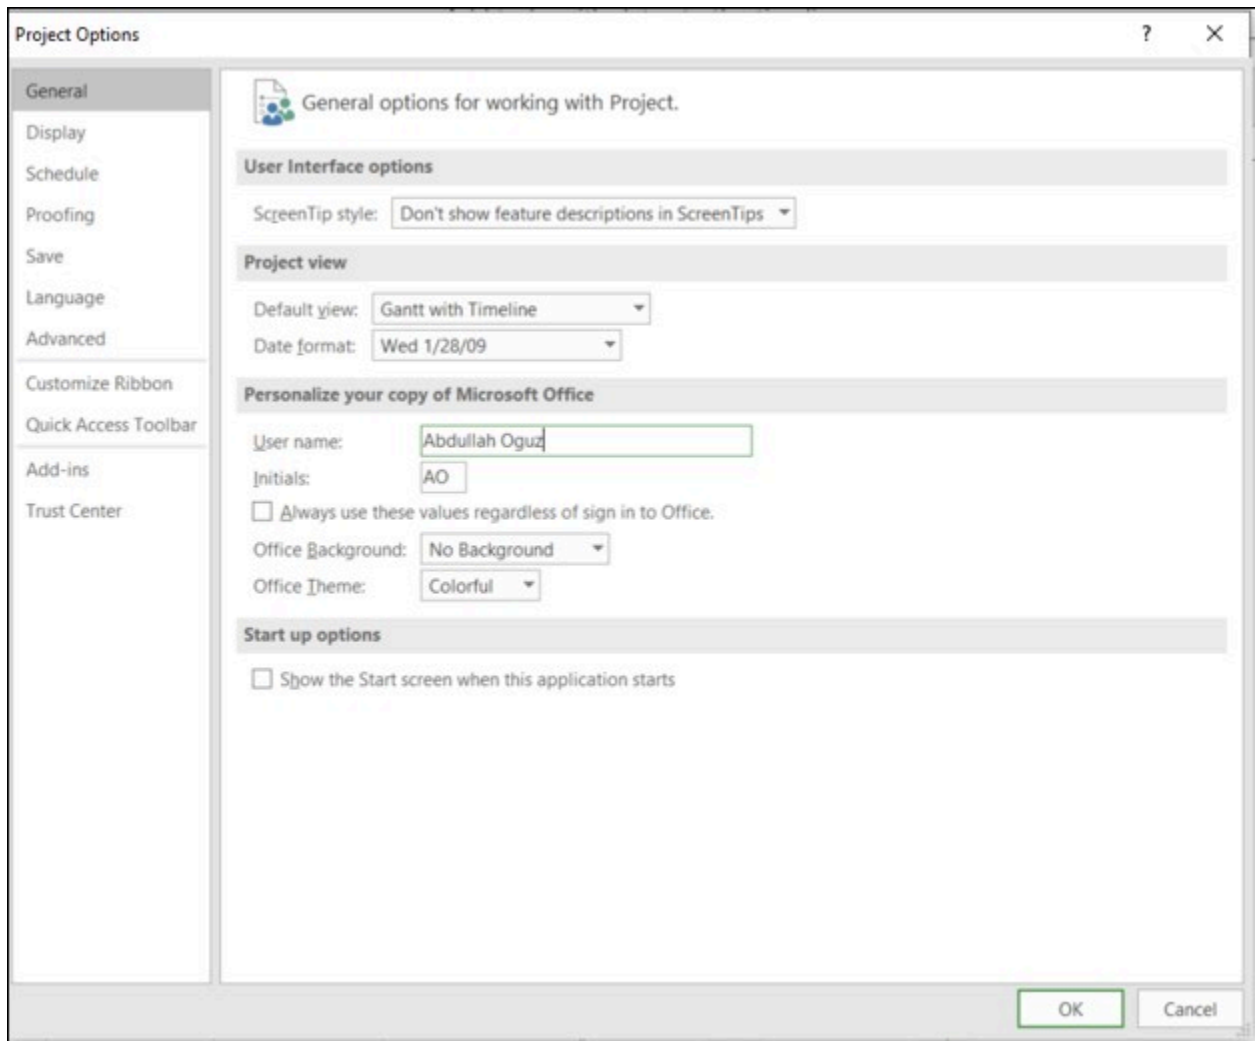 Project Options
?
General
Display
Schedule
Proofing
Save
Language
Advanced
Customize Ribbon
Quick Access Toolbar
Add-ins
Trust Center
General options for working with Project.
User Interface options
ScreenTip style: Don't show feature descriptions in ScreenTips
Project view
Default view: Gantt with Timeline
Date format: Wed 1/28/09
Personalize your copy of Microsoft Office
User name: Abdullah Oguz
Initials: AO
Always use these values regardless of sign in to Office.
Office Background: No Background
Office Theme: Colorful
Start up options
Show the Start screen when this application starts
OK Cancel